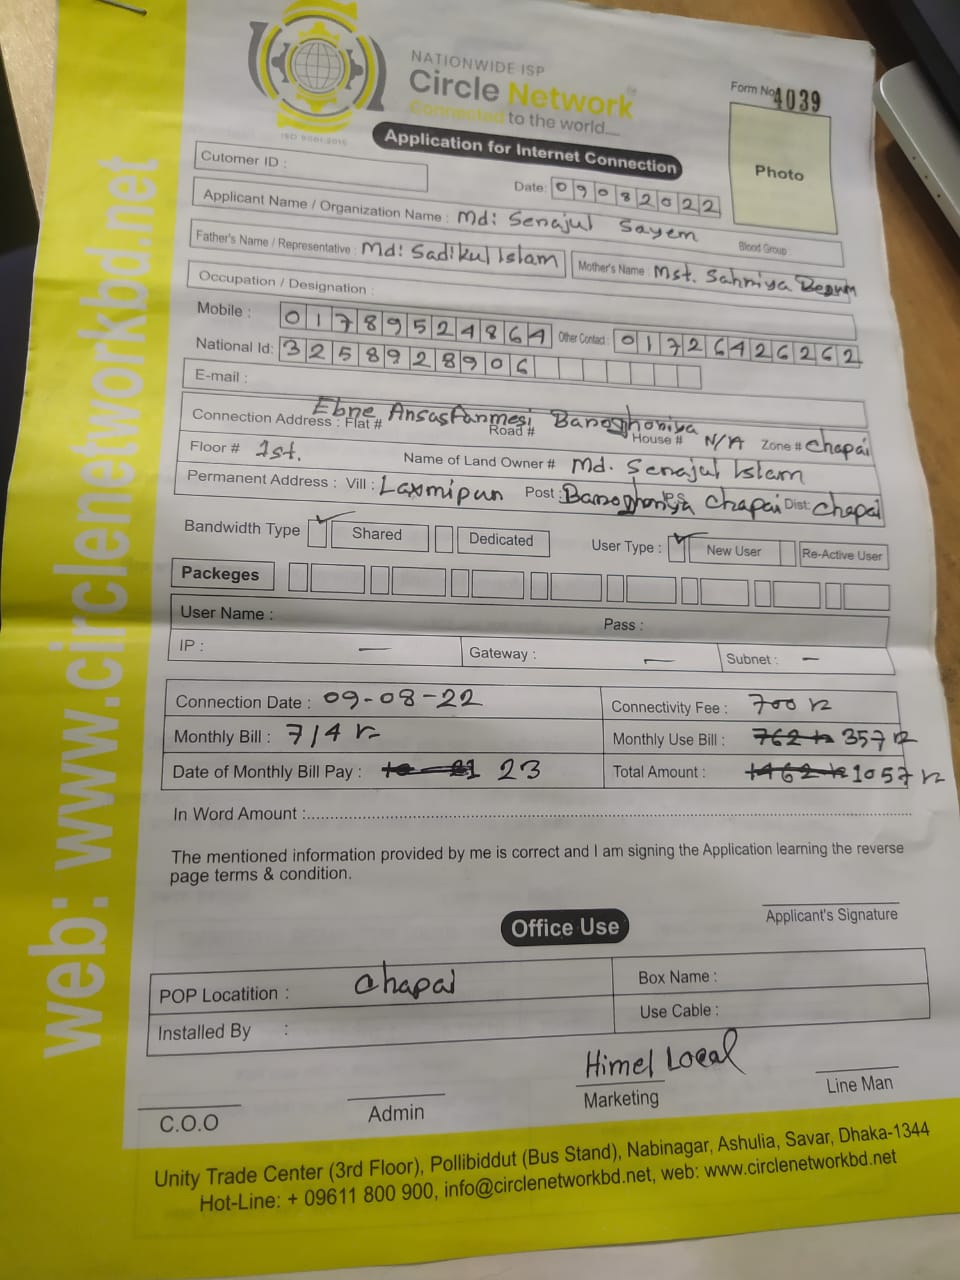 NATIONWIDE ISP
Circle Network
Connected to the world....
ISO 9001:2015
Form No 4039
Application for Internet Connection
Photo
Cutomer ID :
Date: 09082022
Applicant Name / Organization Name : Md: Senajul Sayem
Blood Group :
Father's Name / Representative : Md: Sadikul Islam Mother's Name : Mst. Sahmiya Begum
Occupation / Designation :
Mobile : 01789524864 Other Contact : 01726426262
National Id: 3258928906
E-mail :
Connection Address : Flat # Ebne Road # Baroghoniya House # N/A Zone # Chapai
Floor # 1st. Name of Land Owner # Md. Senajul Islam
Permanent Address : Vill : Laxmipur Post : Baroghoniya P.S Chapai Dist: Chapai
Bandwidth Type Shared Dedicated User Type : New User Re-Active User
Packeges
User Name : Pass :
IP : — Gateway : — Subnet : —
Connection Date : 09-08-22 Connectivity Fee : 700
Monthly Bill : 714 Monthly Use Bill : 762 357
Date of Monthly Bill Pay : 23 Total Amount : 1462 1057
In Word Amount :
The mentioned information provided by me is correct and I am signing the Application learning the reverse
page terms & condition.
Applicant's Signature
Office Use
POP Locatition : Chapai Box Name :
Installed By : Use Cable :
Himel Local
C.O.O Admin Marketing Line Man
Unity Trade Center (3rd Floor), Pollibiddut (Bus Stand), Nabinagar, Ashulia, Savar, Dhaka-1344
Hot-Line: + 09611 800 900, info@circlenetworkbd.net, web: www.circlenetworkbd.net
web: www.circlenetworkbd.net